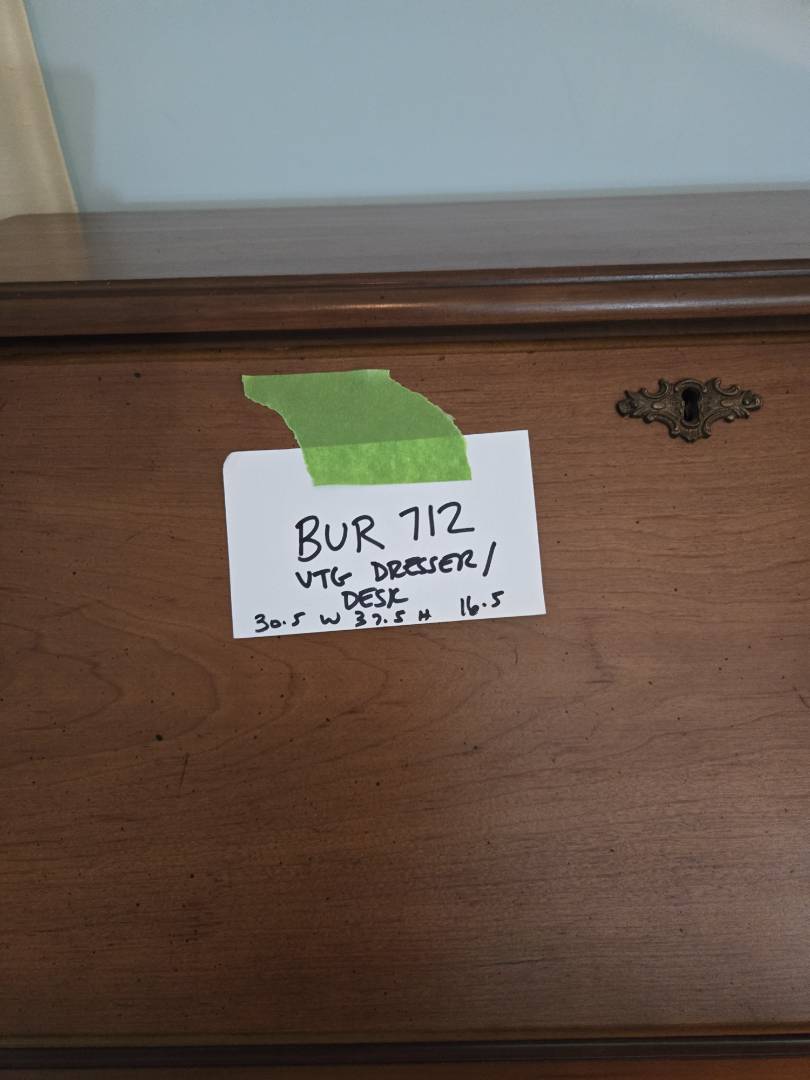 BUR 712
VTG DRESSER/
DESK
30.5 W 37.5 H 16.5